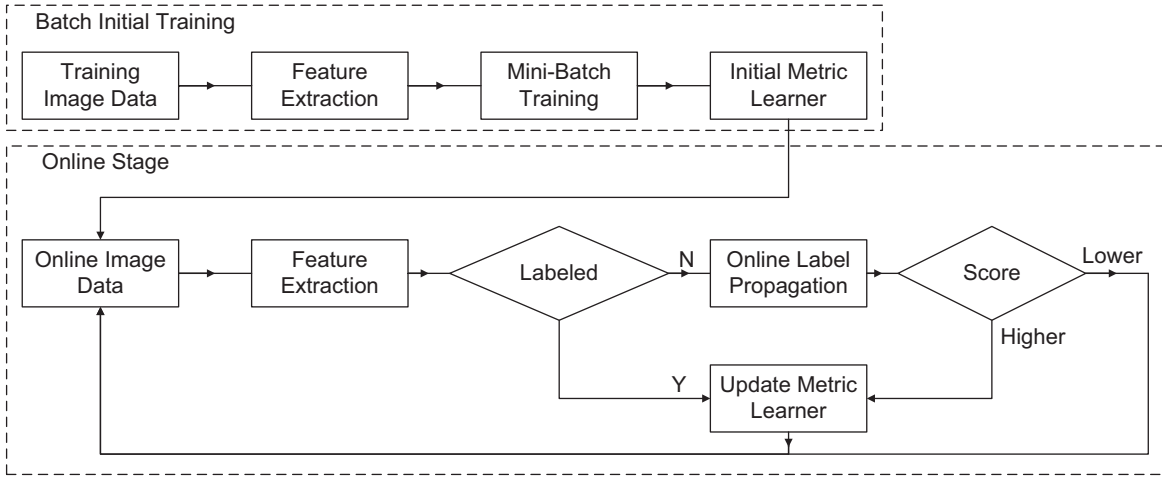 Batch Initial Training
Training
Image Data
Feature
Extraction
Mini-Batch
Training
Initial Metric
Learner
Online Stage
Online Image
Data
Feature
Extraction
Labeled
N
Online Label
Propagation
Score
Lower
Higher
Y
Update Metric
Learner